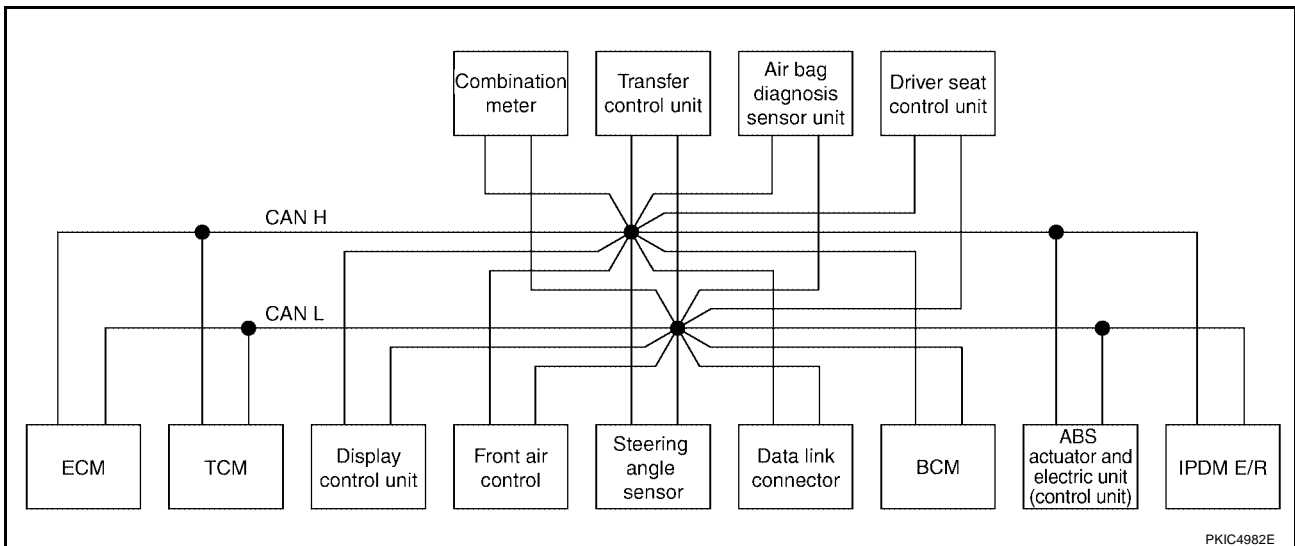 Combination
meter
Transfer
control unit
Air bag
diagnosis
sensor unit
Driver seat
control unit
CAN H
CAN L
ECM
TCM
Display
control unit
Front air
control
Steering
angle
sensor
Data link
connector
BCM
ABS
actuator and
electric unit
(control unit)
IPDM E/R
PKIC4982E